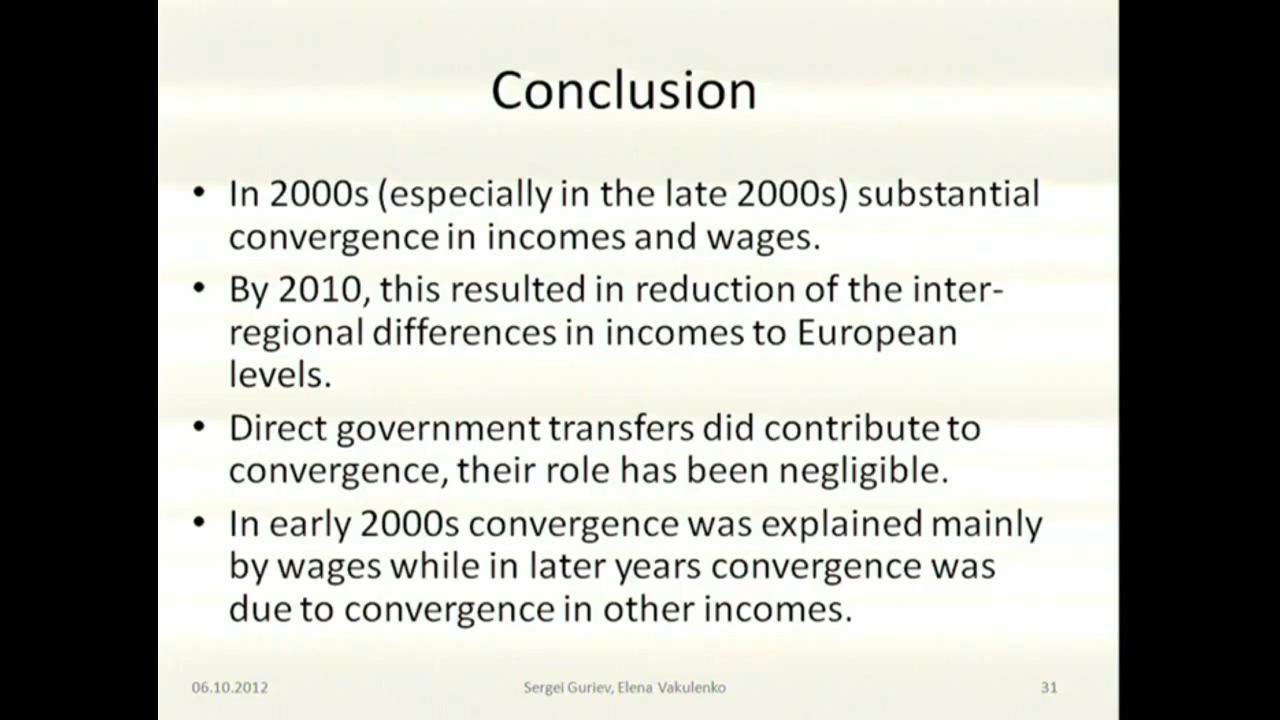 Conclusion
• In 2000s (especially in the late 2000s) substantial
convergence in incomes and wages.
• By 2010, this resulted in reduction of the inter-
regional differences in incomes to European
levels.
• Direct government transfers did contribute to
convergence, their role has been negligible.
• In early 2000s convergence was explained mainly
by wages while in later years convergence was
due to convergence in other incomes.
06.10.2012 Sergei Guriev, Elena Vakulenko 31